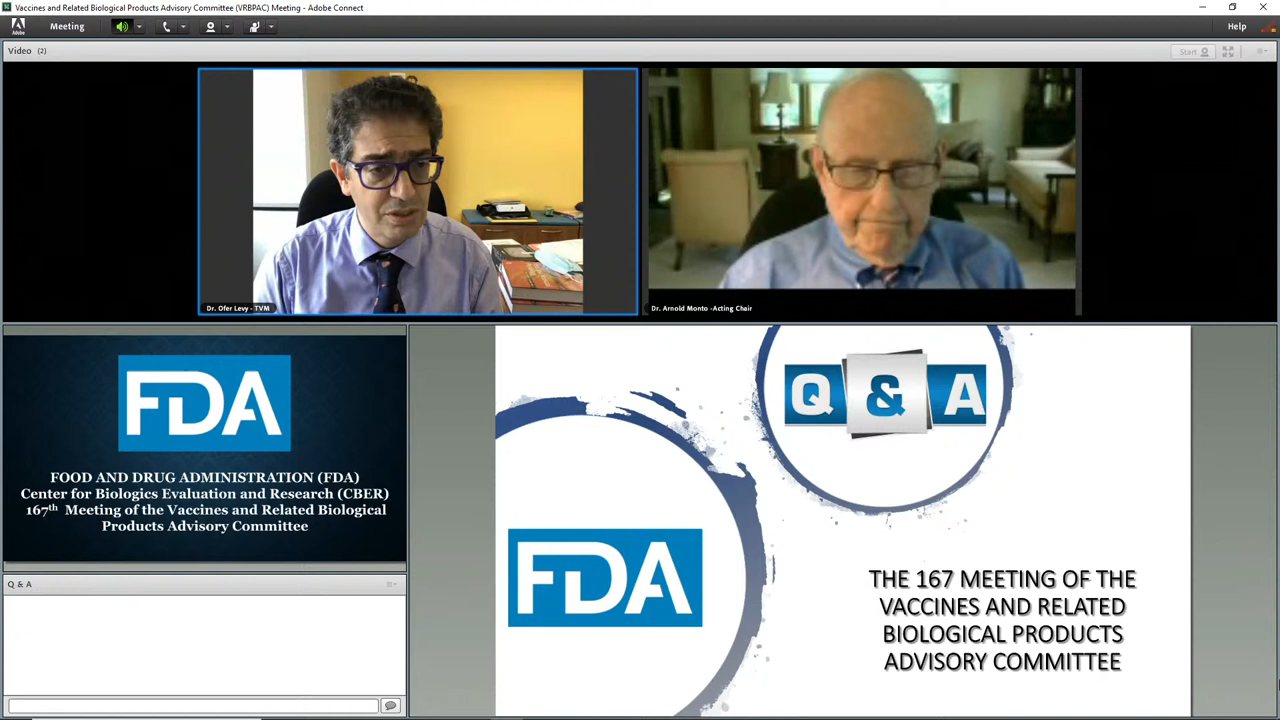 Vaccines and Related Biological Products Advisory Committee (VRBPAC) Meeting - Adobe Connect
Adobe
Meeting
Help
Video (2)
Start
Dr. Ofer Levy - TVM
Dr. Arnold Monto -Acting Chair
FDA
FOOD AND DRUG ADMINISTRATION (FDA)
Center for Biologics Evaluation and Research (CBER)
167th Meeting of the Vaccines and Related Biological
Products Advisory Committee
Q & A
Q & A
FDA
THE 167 MEETING OF THE
VACCINES AND RELATED
BIOLOGICAL PRODUCTS
ADVISORY COMMITTEE